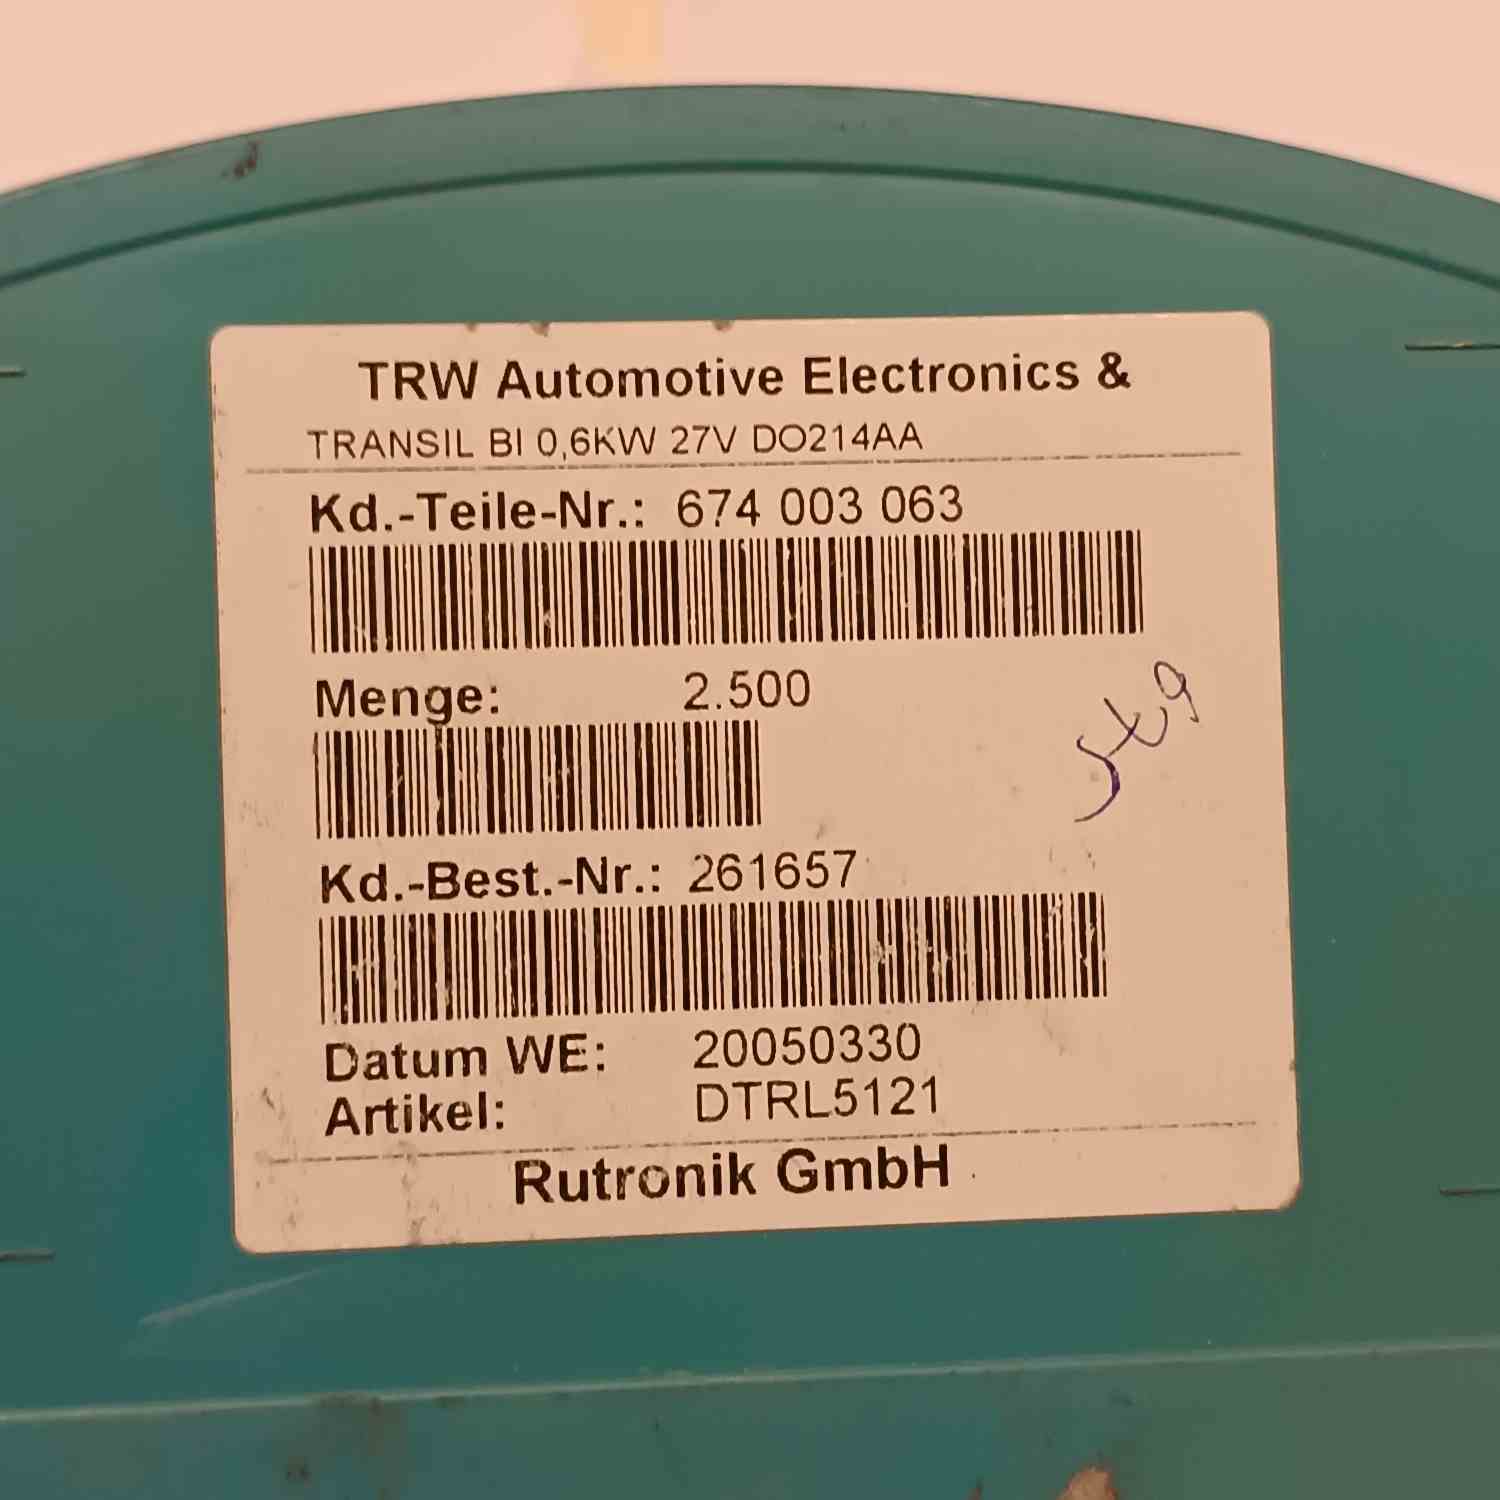 TRW Automotive Electronics &
TRANSIL BI 0,6KW 27V DO214AA
Kd.-Teile-Nr.: 674 003 063
Menge: 2.500
Kd.-Best.-Nr.: 261657
Datum WE: 20050330
Artikel: DTRL5121
Rutronik GmbH